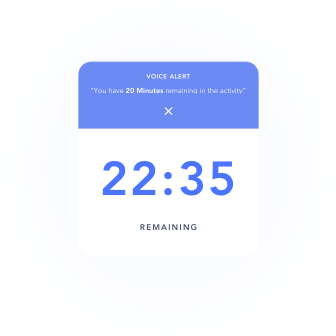 VOICE ALERT
"You have 20 Minutes remaining in the activity"
22:35
REMAINING